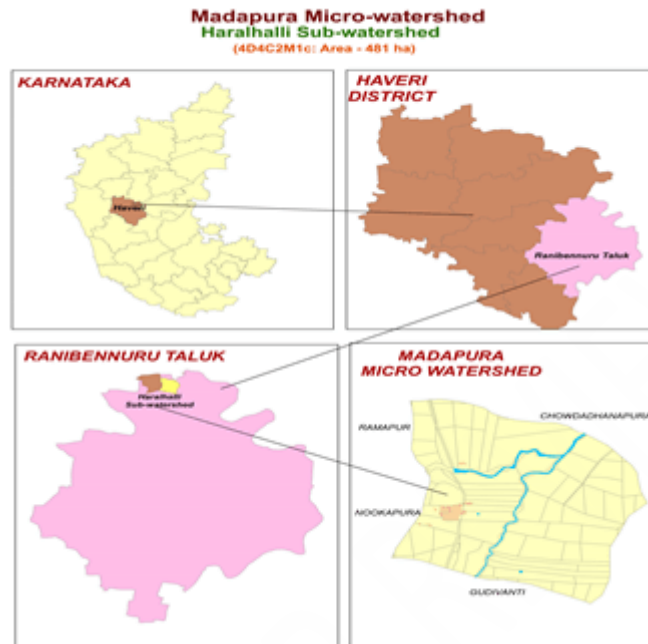 Madapura Micro-watershed
Haralhalli Sub-watershed
(4D4C2M1c: Area - 481 ha)
KARNATAKA
Haveri
HAVERI
DISTRICT
Ranibennuru Taluk
RANIBENNURU TALUK
Haralhalli
Sub-watershed
MADAPURA
MICRO WATERSHED
RAMAPUR
CHOWDADHANAPURA
NOOKAPURA
GUDIVANTI